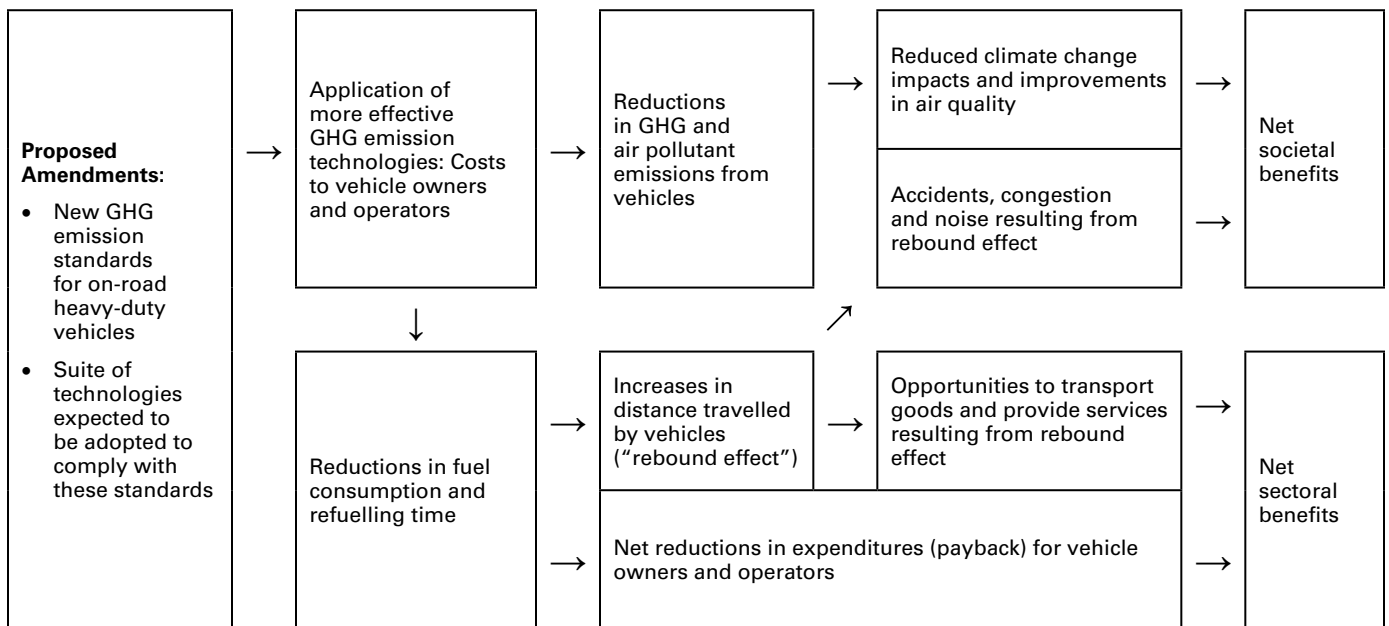 Proposed
Amendments:
• New GHG
emission
standards
for on-road
heavy-duty
vehicles
• Suite of
technologies
expected to
be adopted to
comply with
these standards
Application of
more effective
GHG emission
technologies: Costs
to vehicle owners
and operators
Reductions
in GHG and
air pollutant
emissions from
vehicles
Reduced climate change
impacts and improvements
in air quality
Accidents, congestion
and noise resulting from
rebound effect
Net
societal
benefits
Reductions in fuel
consumption and
refuelling time
Increases in
distance travelled
by vehicles
(“rebound effect”)
Opportunities to transport
goods and provide services
resulting from rebound
effect
Net reductions in expenditures (payback) for vehicle
owners and operators
Net
sectoral
benefits